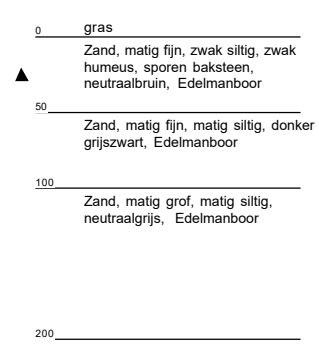 0 gras
Zand, matig fijn, zwak siltig, zwak
humeus, sporen baksteen,
neutraalbruin, Edelmanboor
50
Zand, matig fijn, matig siltig, donker
grijszwart, Edelmanboor
100
Zand, matig grof, matig siltig,
neutraalgrijs, Edelmanboor
200